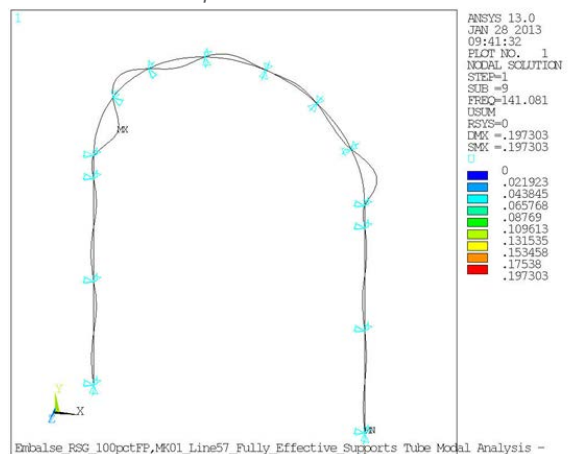 1
ANSYS 13.0
JAN 28 2013
09:41:32
PLOT NO. 1
NODAL SOLUTION
STEP=1
SUB =9
FREQ=141.081
USUM
RSYS=0
DMX =.197303
SMX =.197303
U
0
.021923
.043845
.065768
.08769
.109613
.131535
.153458
.17538
.197303
MX
MN
Y
Z X
Embalse_RSG_100pctFP,MK01_Line57_Fully_Effective_Supports Tube Modal Analysis -